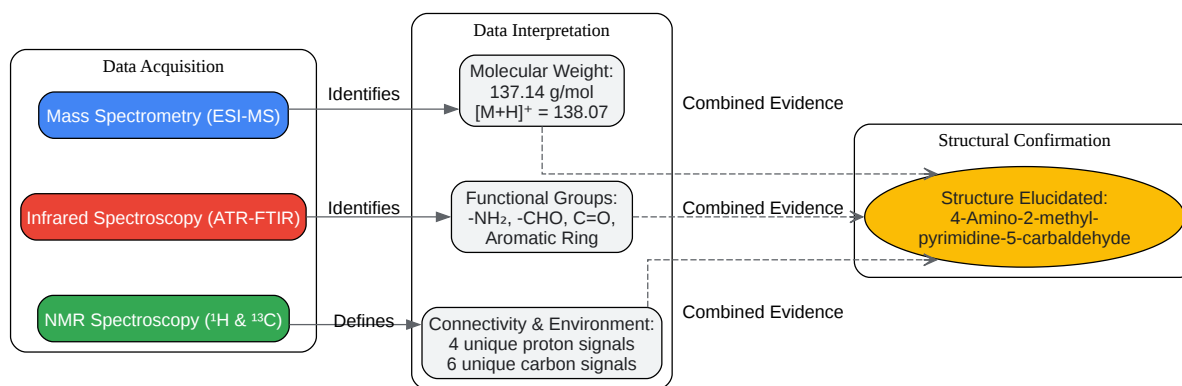 Data Acquisition
Mass Spectrometry (ESI-MS)
Infrared Spectroscopy (ATR-FTIR)
NMR Spectroscopy (¹H & ¹³C)
Identifies
Identifies
Defines
Data Interpretation
Molecular Weight:
137.14 g/mol
[M+H]⁺ = 138.07
Functional Groups:
-NH₂, -CHO, C=O,
Aromatic Ring
Connectivity & Environment:
4 unique proton signals
6 unique carbon signals
Combined Evidence
Combined Evidence
Combined Evidence
Structural Confirmation
Structure Elucidated:
4-Amino-2-methyl-
pyrimidine-5-carbaldehyde